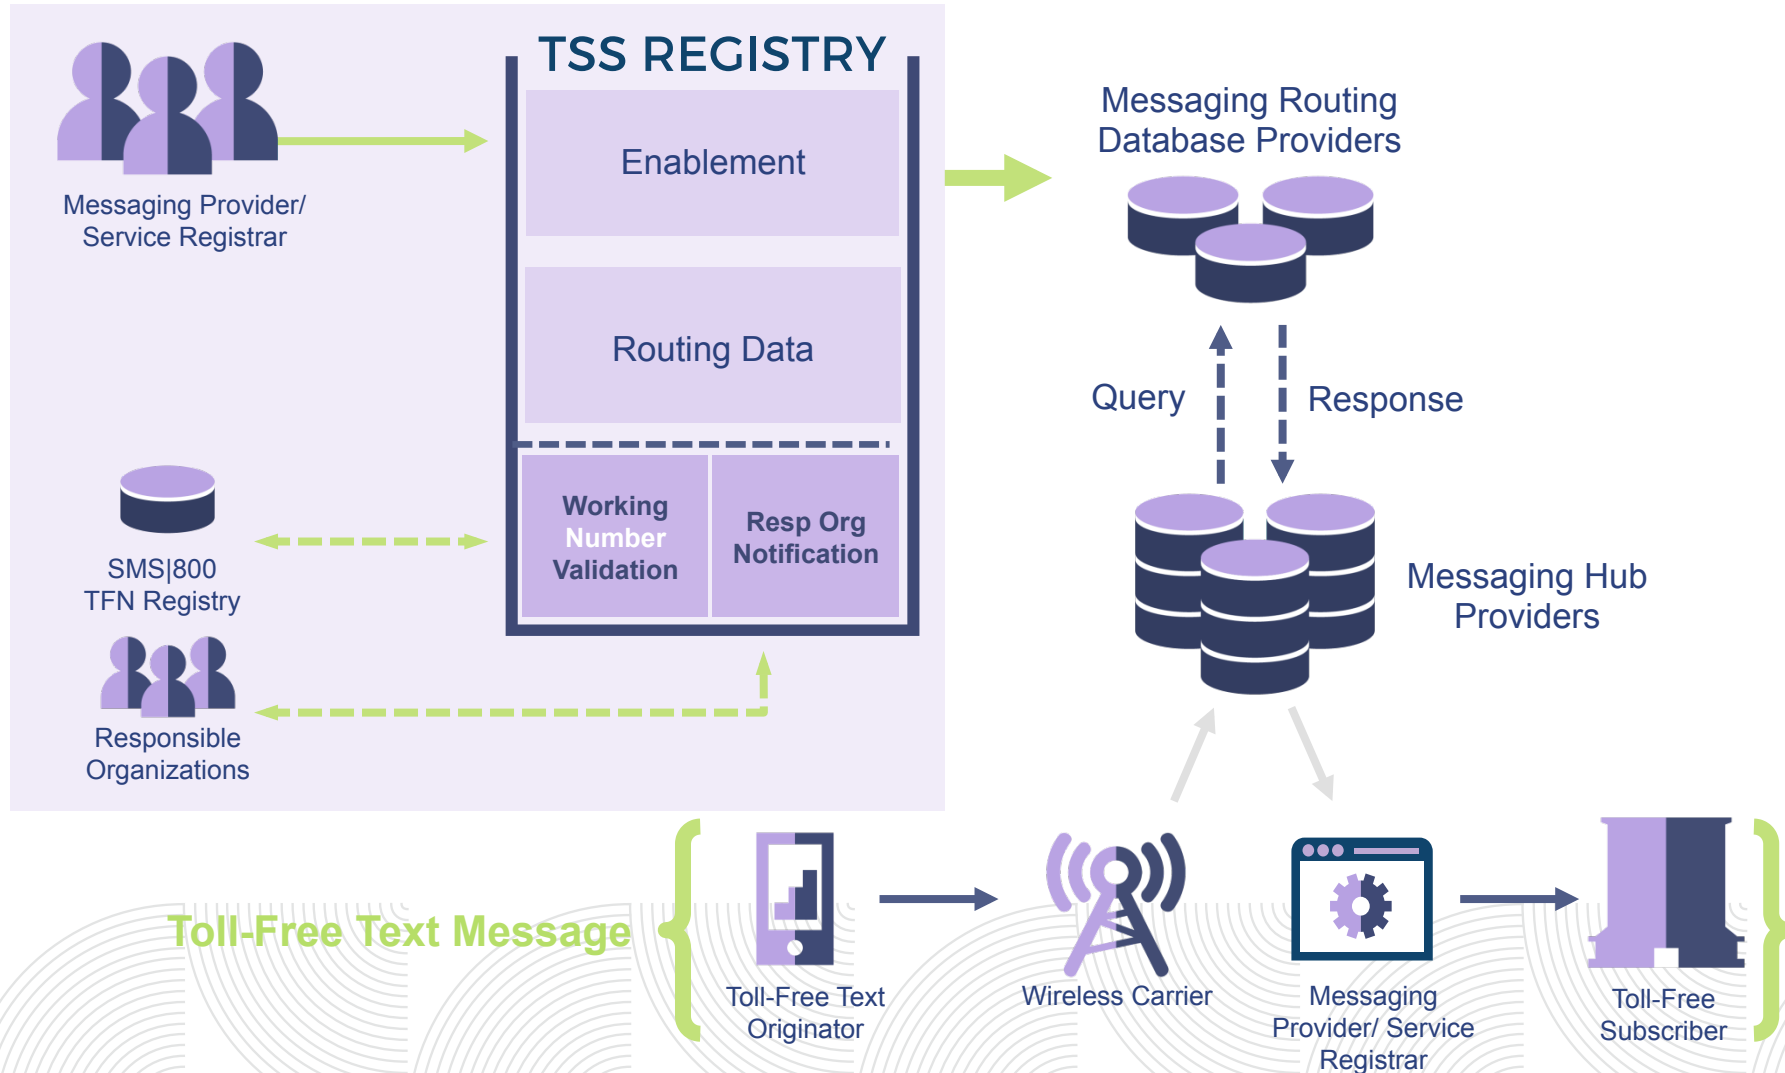 TSS REGISTRY
Messaging Provider/
Service Registrar
Enablement
Routing Data
Working
Number
Validation
Resp Org
Notification
SMS|800
TFN Registry
Responsible
Organizations
Messaging Routing
Database Providers
Query
Response
Messaging Hub
Providers
Toll-Free Text Message
Toll-Free Text
Originator
Wireless Carrier
Messaging
Provider/ Service
Registrar
Toll-Free
Subscriber